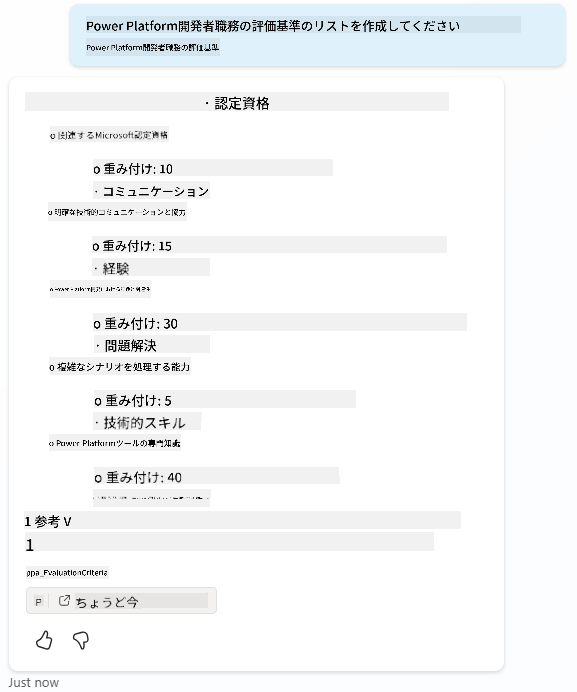 Power Platform開発者職務の評価基準のリストを作成してください
Power Platform開発者職務の評価基準
· 認定資格
o 関連するMicrosoft認定資格
o 重み付け: 10
· コミュニケーション
o 明確な技術的コミュニケーションと協力
o 重み付け: 15
· 経験
o 重み付け: 30
· 問題解決
o 複雑なシナリオを処理する能力
o 重み付け: 5
· 技術的スキル
o Power Platformツールの専門知識
o 重み付け: 40
1 参考 V
1
ppa_EvaluationCriteria
P ちょうど今
Just now